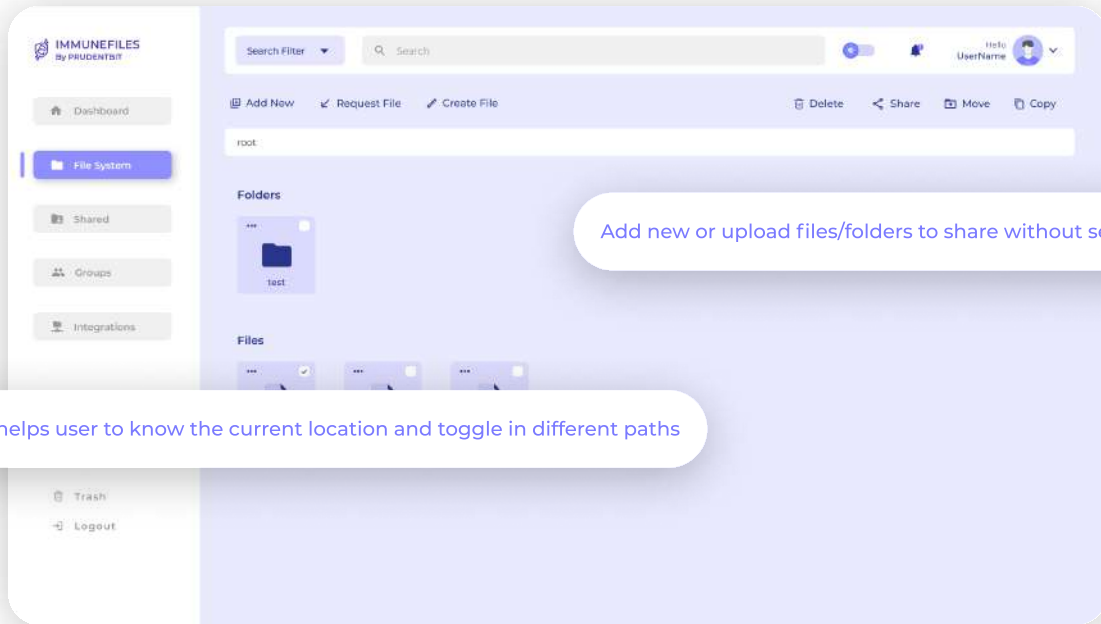 IMMUNEFILES
By PRUDENTBIT
Search Filter
Search
Hello
UserName
Dashboard
File System
Shared
Groups
Integrations
Trash
Logout
Add New
Request File
Create File
Delete
Share
Move
Copy
root
Folders
test
Add new or upload files/folders to share without se
Files
helps user to know the current location and toggle in different paths